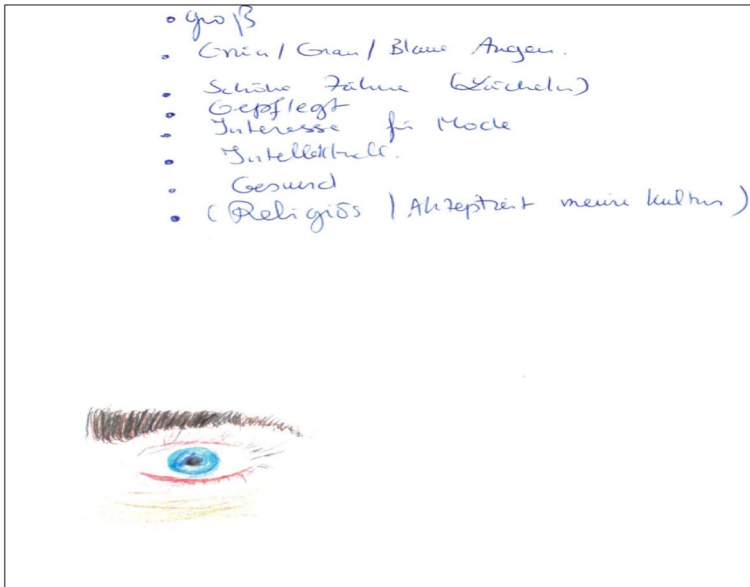 • groß
• Grün / Grau / Blaue Augen.
• Schöne Zähne (Lächeln)
• Gepflegt
• Interesse für Mode
• Intellektuell.
• Gesund
• (Religiös / Akzeptiert meine Kultur)